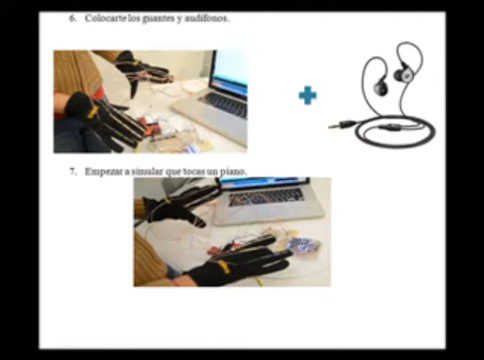 6. Colocarte los guantes y audífonos.
7. Empezar a simular que tocas un piano.